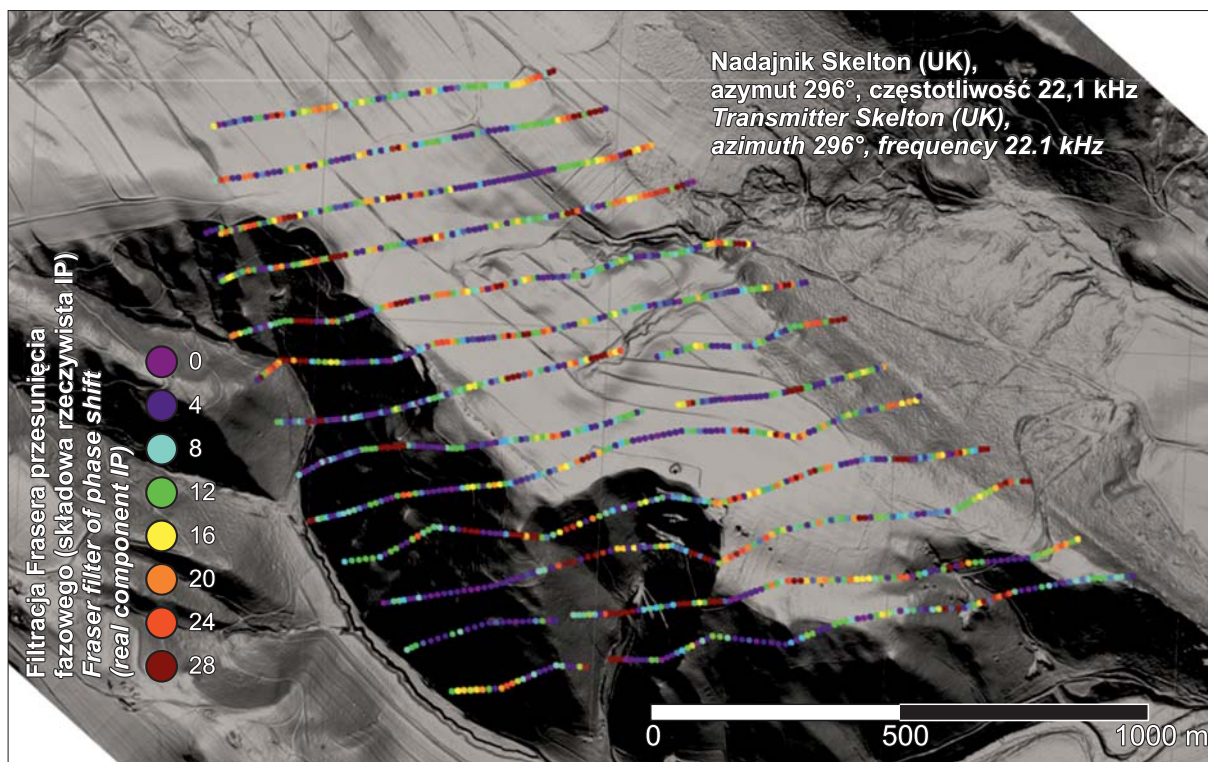 Nadajnik Skelton (UK),
azymut 296°, częstotliwość 22,1 kHz
Transmitter Skelton (UK),
azimuth 296°, frequency 22.1 kHz
Filtracja Frasera przesunięcia
fazowego (składowa rzeczywista IP)
Fraser filter of phase shift
(real component IP)
0
4
8
12
16
20
24
28
0 500 1000 m